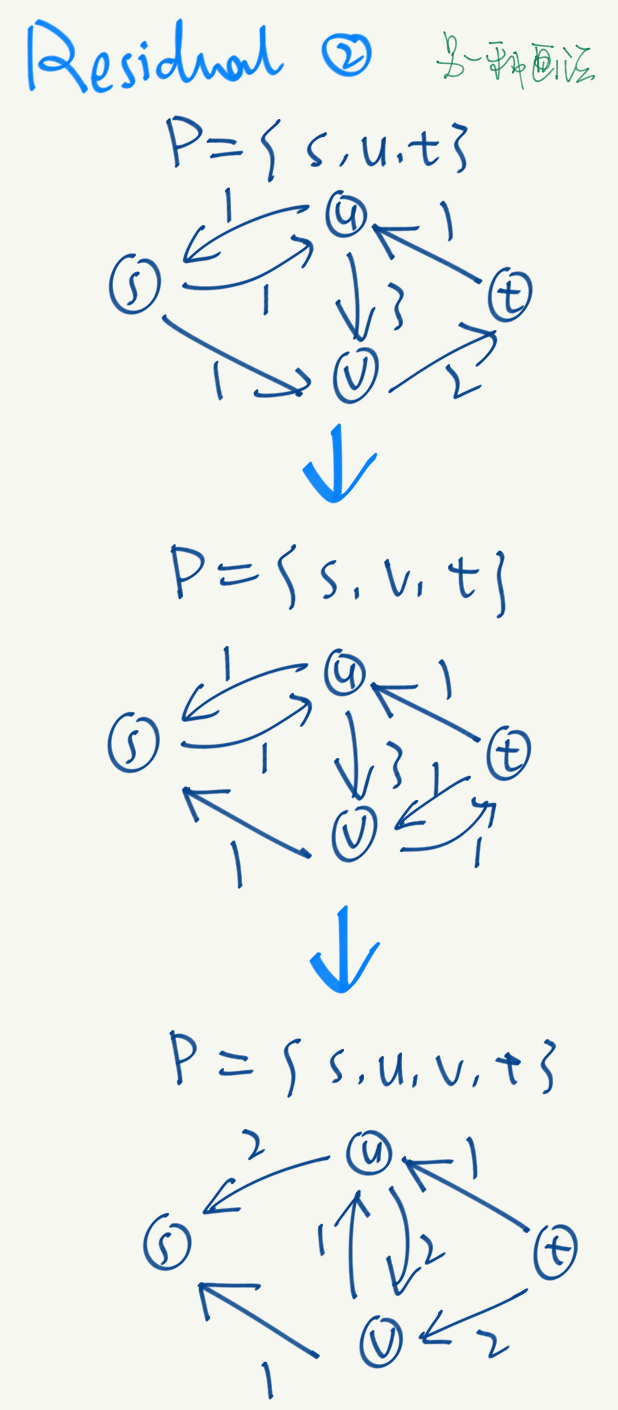 Residual ② 另一种画法
P={s,u,t}
1 u 1
s 1 3 t
1 v 2
P={s,v,t}
1 u 1
s 1 3 t
1 v 1 1
P={s,u,v,t}
2 u 1
s 1 2 t
1 v 2